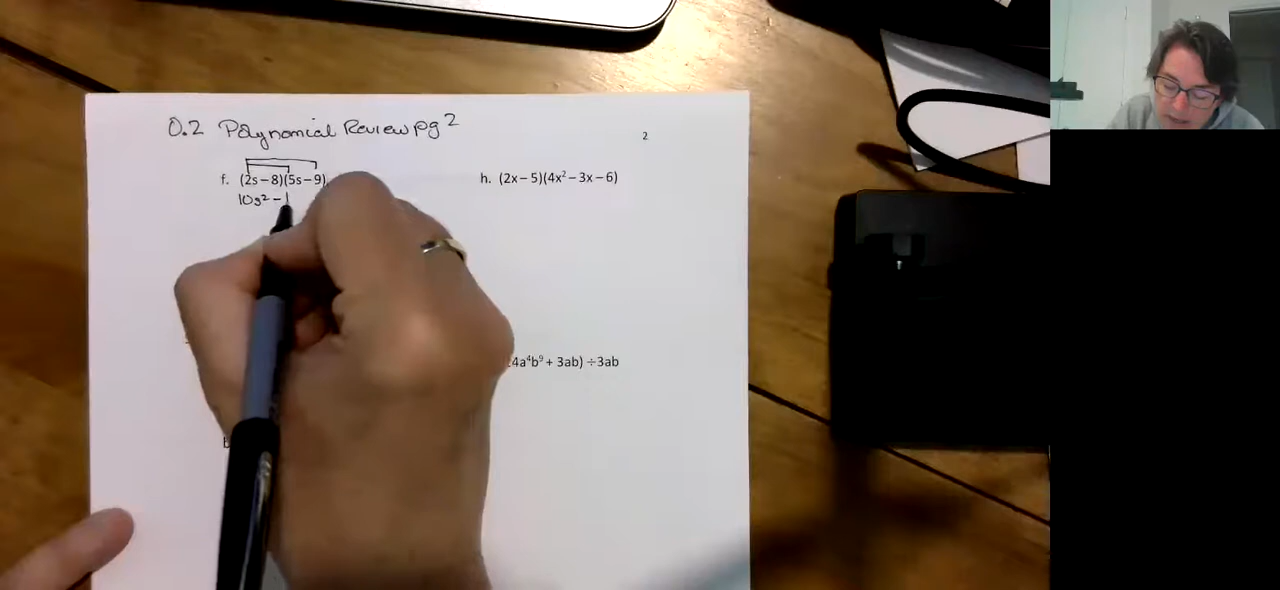 0.2 Polynomial Review pg 2
2
f. (2s – 8)(5s – 9)
10s² – 1
h. (2x – 5)(4x² – 3x – 6)
4a⁴b⁹ + 3ab) ÷3ab